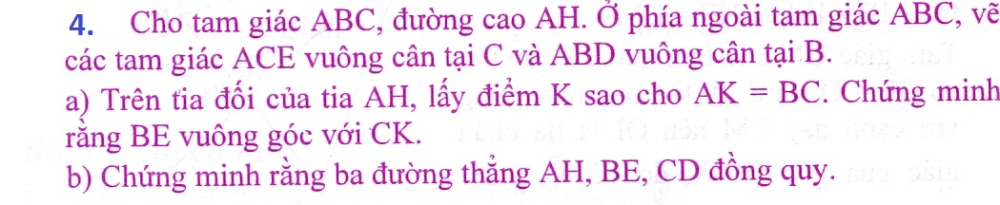 4. Cho tam giác ABC, đường cao AH. Ở phía ngoài tam giác ABC, vẽ
các tam giác ACE vuông cân tại C và ABD vuông cân tại B.
a) Trên tia đối của tia AH, lấy điểm K sao cho AK = BC. Chứng minh
rằng BE vuông góc với CK.
b) Chứng minh rằng ba đường thẳng AH, BE, CD đồng quy.